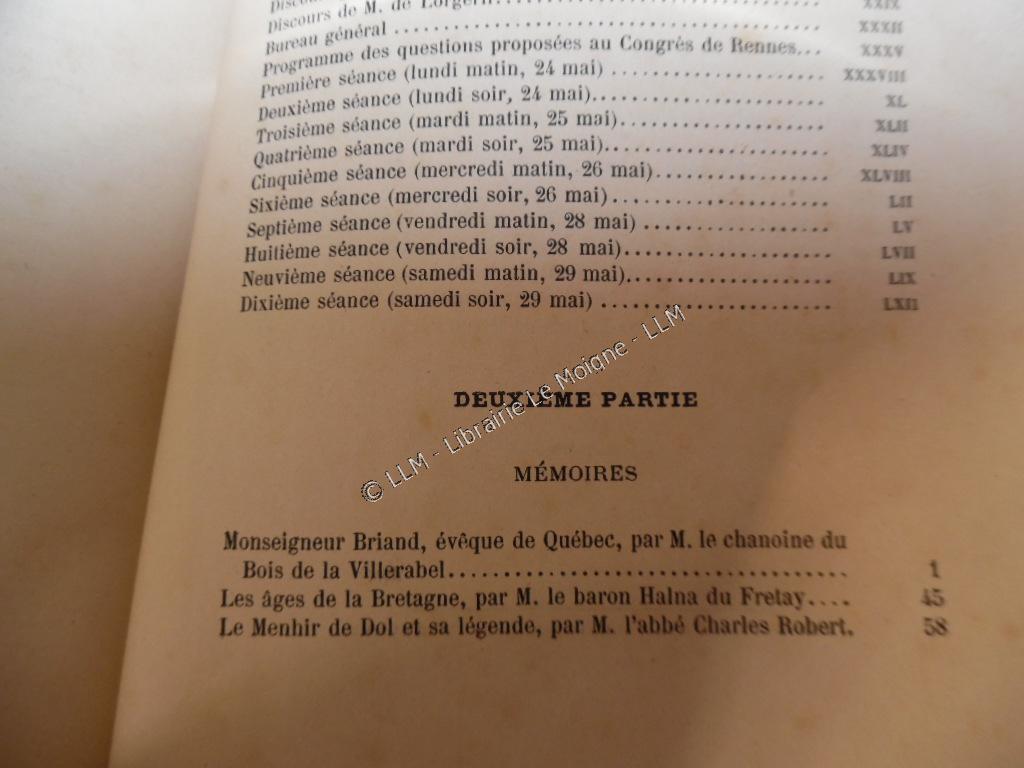 Discours de M. de Lorgeril XXIX
Bureau général XXXII
Programme des questions proposées au Congrès de Rennes... XXXV
Première séance (lundi matin, 24 mai) XXXVIII
Deuxième séance (lundi soir, 24 mai) XL
Troisième séance (mardi matin, 25 mai) XLII
Quatrième séance (mardi soir, 25 mai) XLIV
Cinquième séance (mercredi matin, 26 mai) XLVIII
Sixième séance (mercredi soir, 26 mai) LII
Septième séance (vendredi matin, 28 mai) LV
Huitième séance (vendredi soir, 28 mai) LVII
Neuvième séance (samedi matin, 29 mai) LIX
Dixième séance (samedi soir, 29 mai) LXII
© LLM - Librairie Le Moigne - LLM
DEUXIÈME PARTIE
MÉMOIRES
Monseigneur Briand, évêque de Québec, par M. le chanoine du
Bois de la Villerabel 1
Les âges de la Bretagne, par M. le baron Halna du Fretay.... 45
Le Menhir de Dol et sa légende, par M. l'abbé Charles Robert. 58